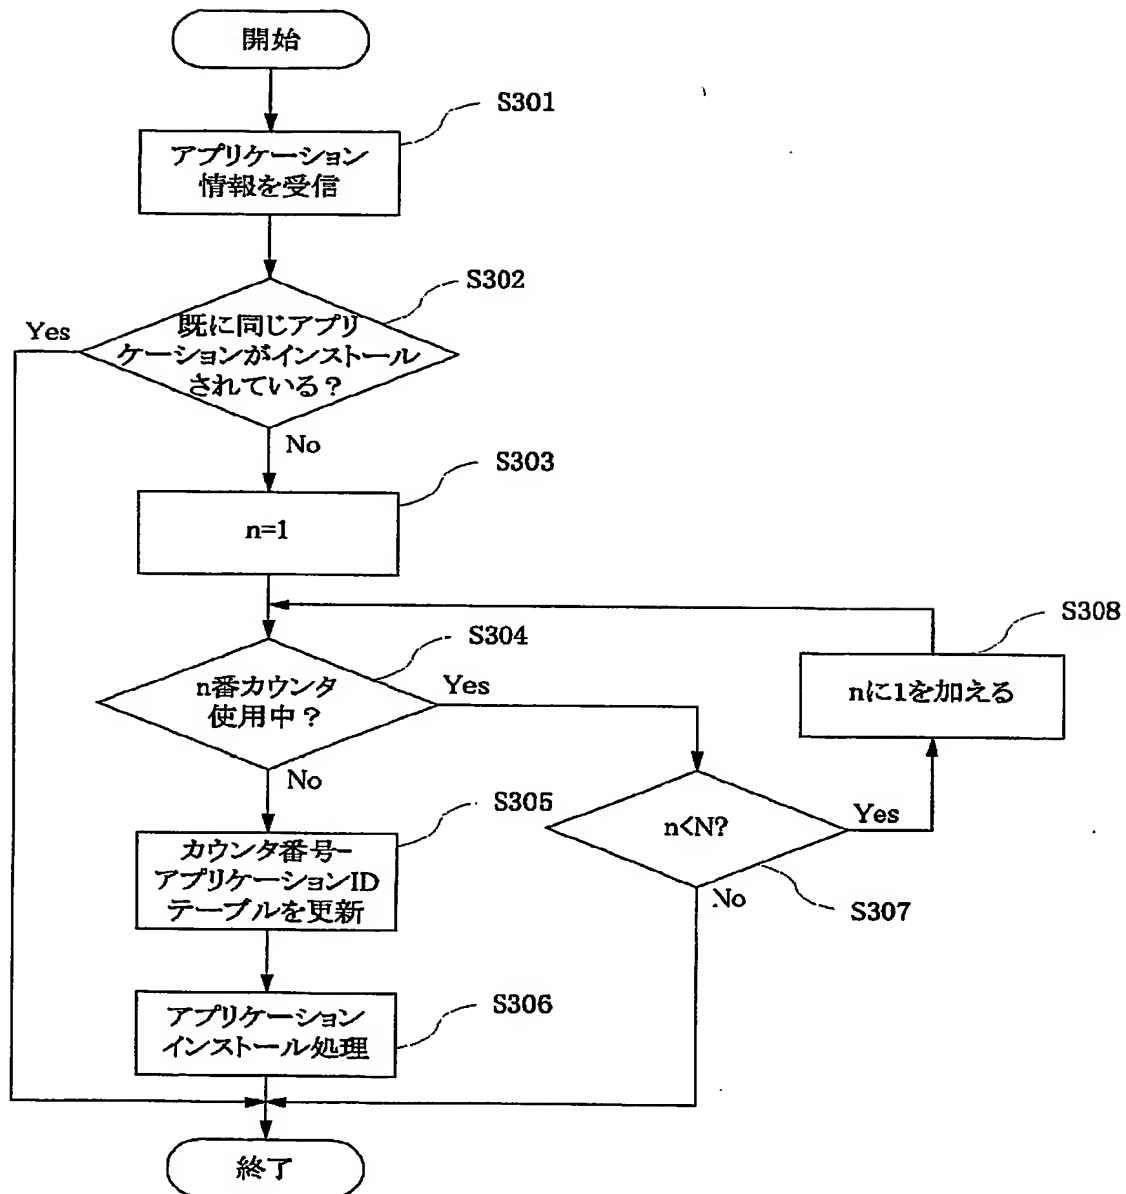 開始
S301
アプリケーション
情報を受信
S302
Yes
既に同じアプリ
ケーションがインストール
されている？
No
S303
n=1
S308
S304
nに1を加える
n番カウンタ
使用中？
Yes
No
S305
n<N?
Yes
カウンタ番号-
アプリケーションID
テーブルを更新
No
S307
S306
アプリケーション
インストール処理
終了